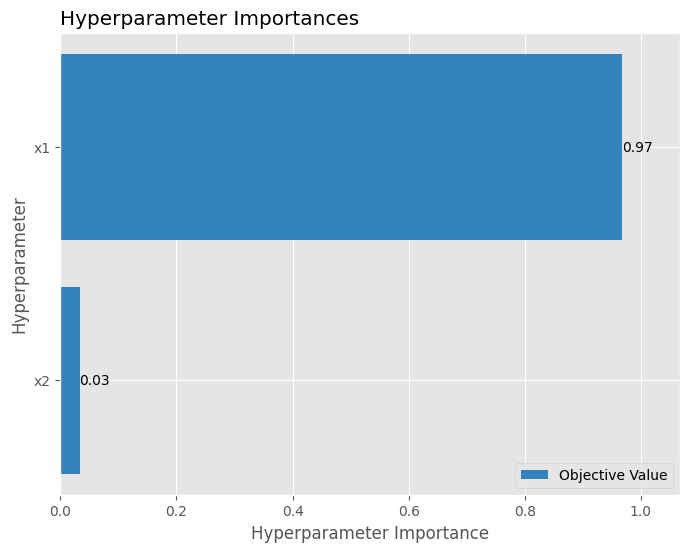 Hyperparameter Importances
Hyperparameter
x1
0.97
x2
0.03
Objective Value
0.0
0.2
0.4
0.6
0.8
1.0
Hyperparameter Importance